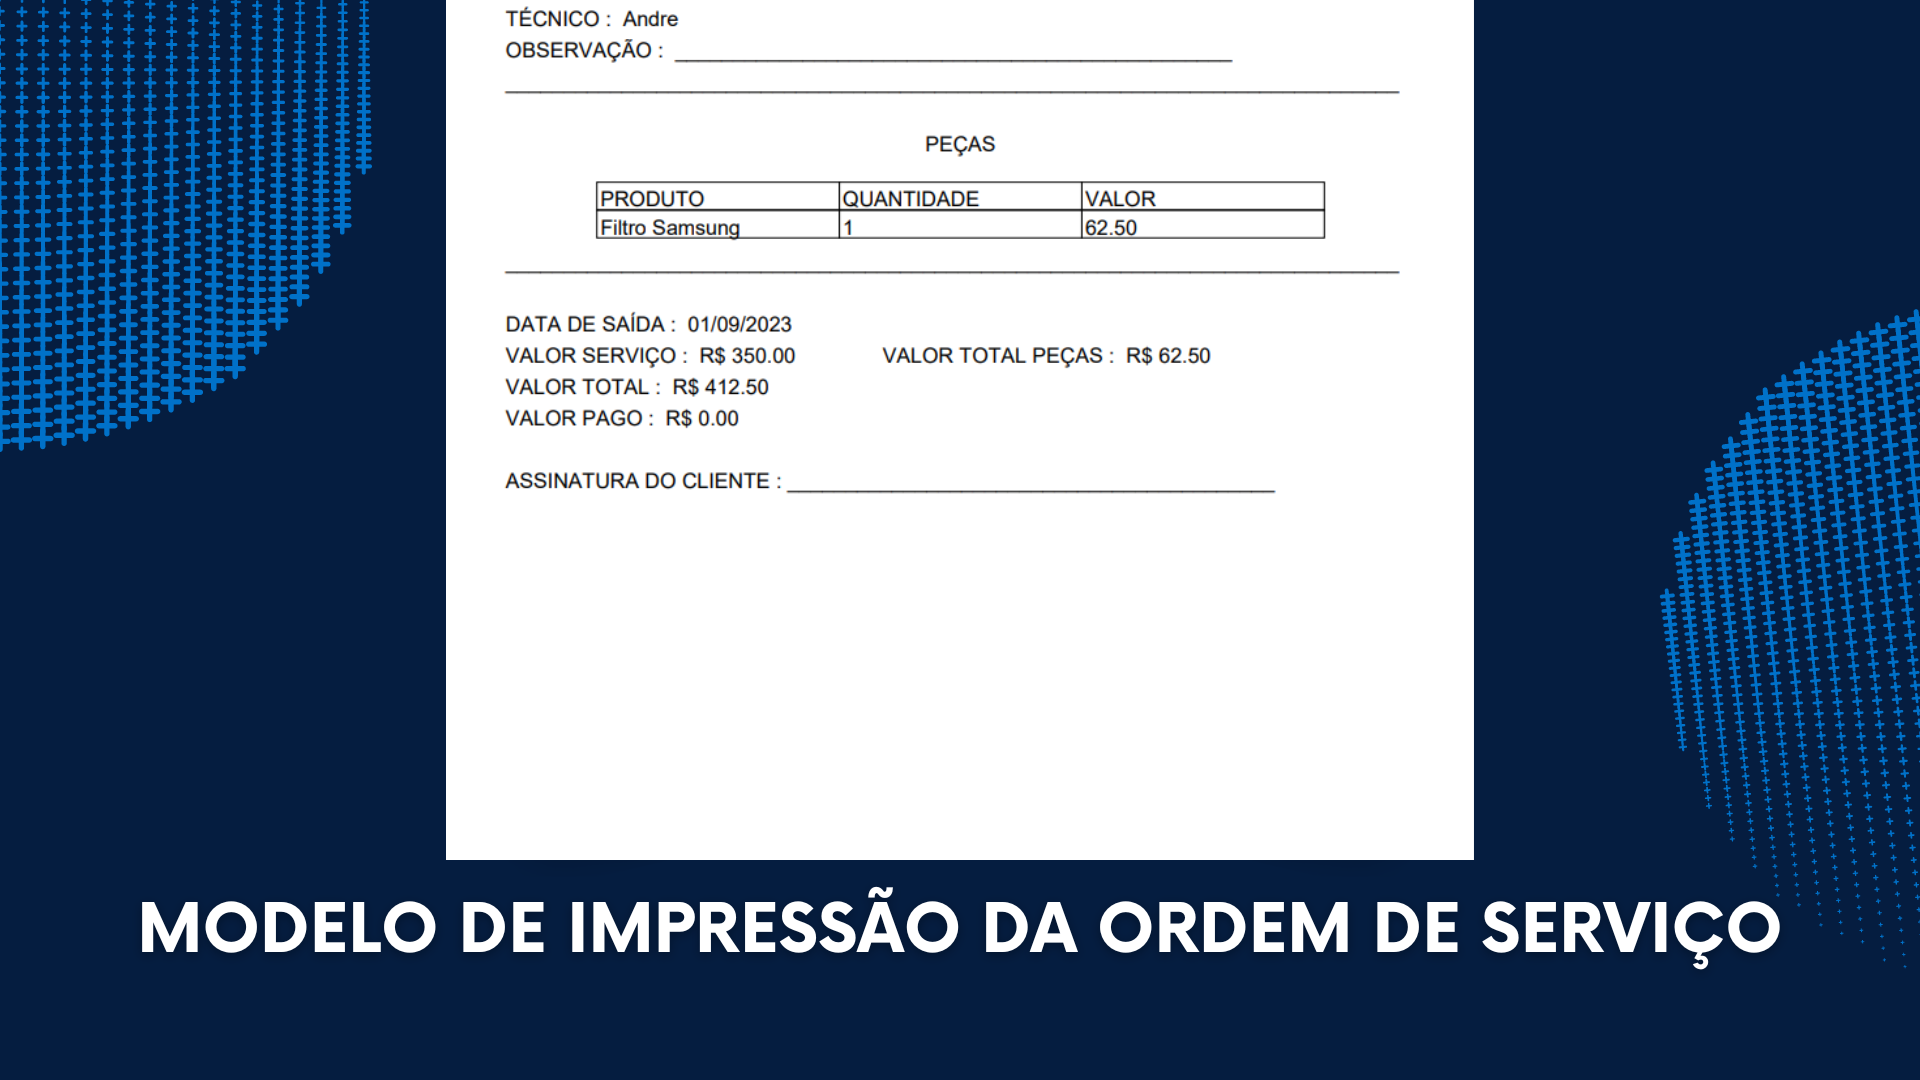 TÉCNICO : Andre
OBSERVAÇÃO :
PEÇAS
PRODUTO QUANTIDADE VALOR
Filtro Samsung 1 62.50
DATA DE SAÍDA : 01/09/2023
VALOR SERVIÇO : R$ 350.00 VALOR TOTAL PEÇAS : R$ 62.50
VALOR TOTAL : R$ 412.50
VALOR PAGO : R$ 0.00
ASSINATURA DO CLIENTE :
MODELO DE IMPRESSÃO DA ORDEM DE SERVIÇO